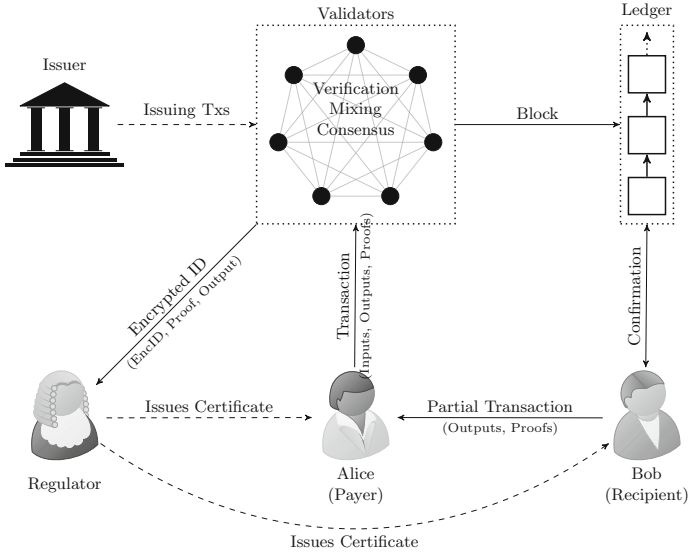 Validators
Ledger
Issuer
Issuing Txs
Verification
Mixing
Consensus
Block
Encrypted ID
(EncID, Proof, Output)
Transaction
(Inputs, Outputs, Proofs)
Confirmation
Issues Certificate
Partial Transaction
(Outputs, Proofs)
Regulator
Alice
(Payer)
Bob
(Recipient)
Issues Certificate